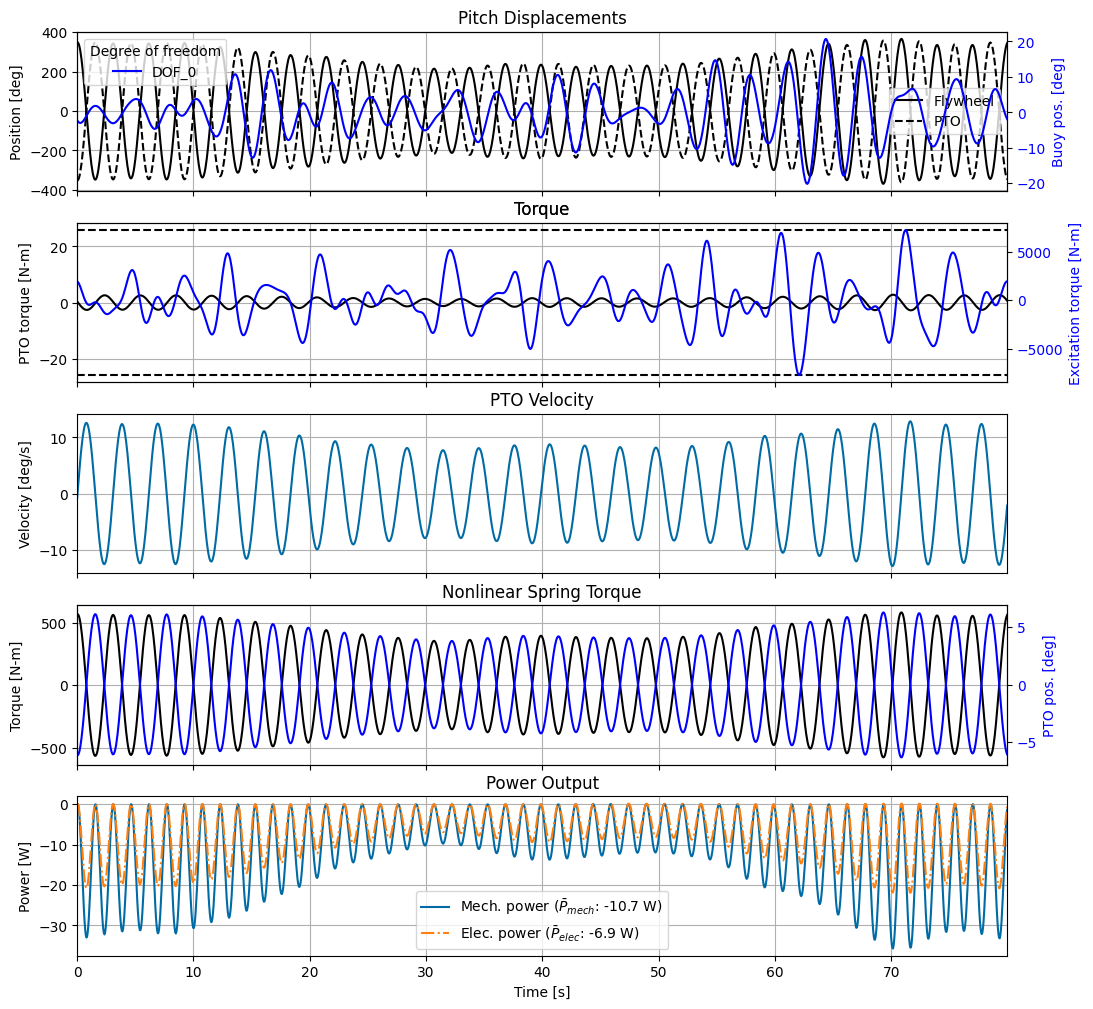 Pitch Displacements
Position [deg]
400
200
0
−200
−400
Degree of freedom
DOF_0
Flywheel
PTO
20
10
0
−10
−20
Buoy pos. [deg]
Torque
PTO torque [N-m]
20
0
−20
5000
0
−5000
Excitation torque [N-m]
PTO Velocity
Velocity [deg/s]
10
0
−10
Nonlinear Spring Torque
Torque [N-m]
500
0
−500
5
0
−5
PTO pos. [deg]
Power Output
Power [W]
0
−10
−20
−30
Mech. power (P̄mech: -10.7 W)
Elec. power (P̄elec: -6.9 W)
0 10 20 30 40 50 60 70
Time [s]